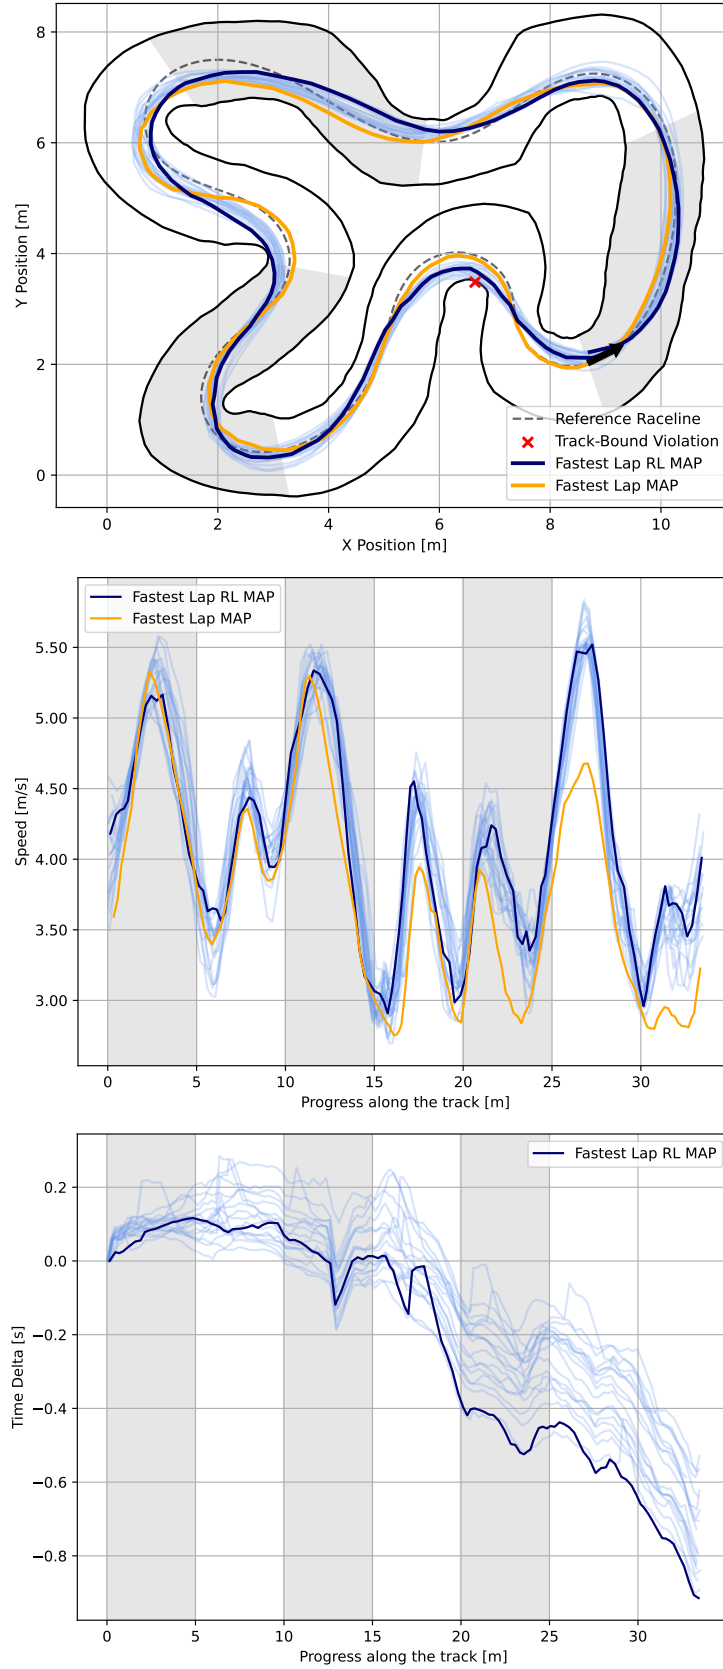 8
6
4
2
0
Y Position [m]
Reference Raceline
Track-Bound Violation
Fastest Lap RL MAP
Fastest Lap MAP
0 2 4 6 8 10
X Position [m]
Fastest Lap RL MAP
Fastest Lap MAP
5.50
5.00
4.50
4.00
3.50
3.00
Speed [m/s]
0 5 10 15 20 25 30
Progress along the track [m]
Fastest Lap RL MAP
0.2
0.0
−0.2
−0.4
−0.6
−0.8
Time Delta [s]
0 5 10 15 20 25 30
Progress along the track [m]